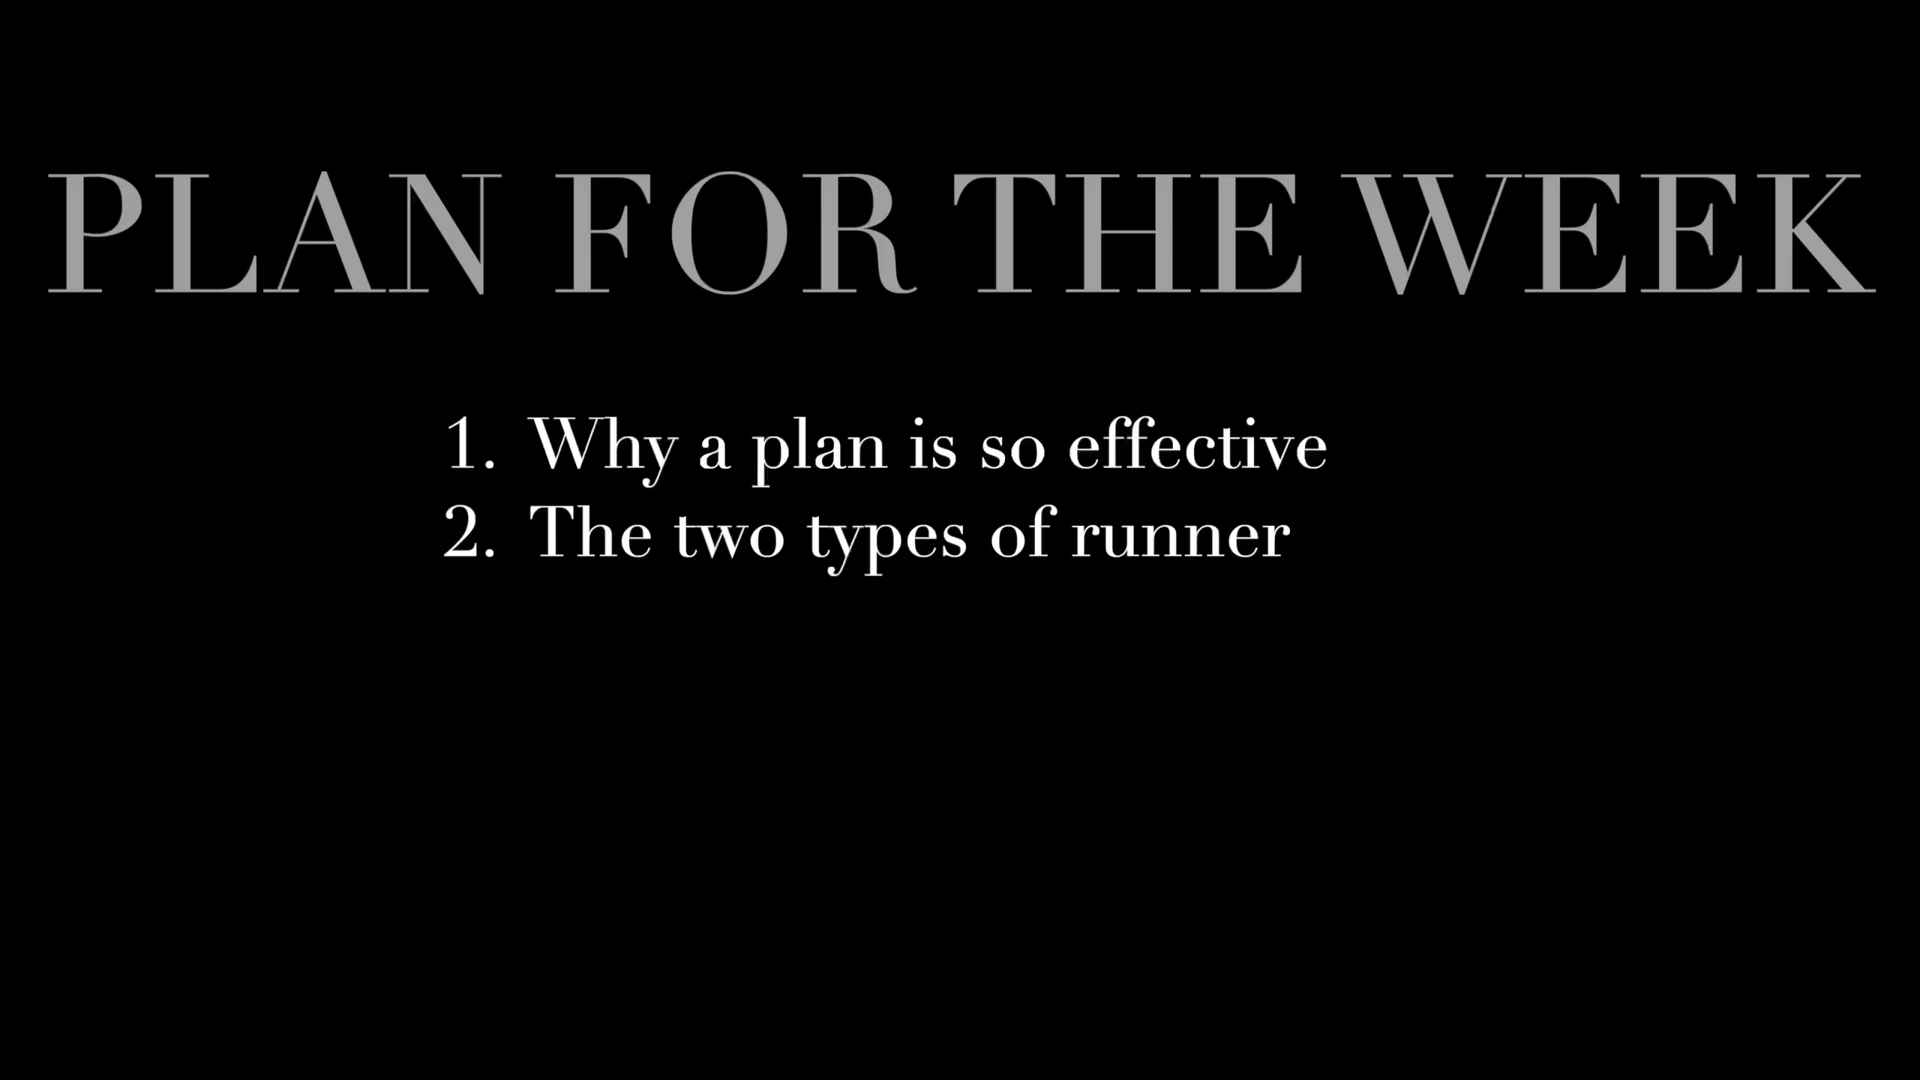 PLAN FOR THE WEEK
1. Why a plan is so effective
2. The two types of runner